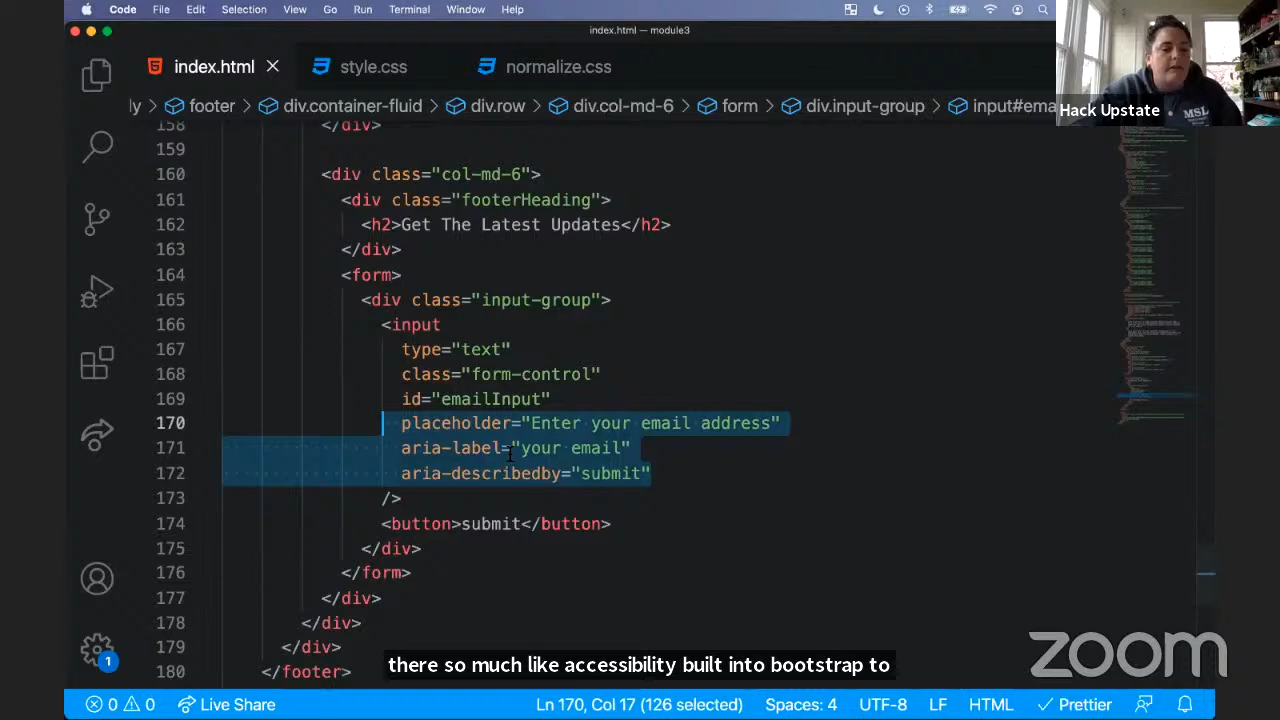 Code File Edit Selection View Go Run Terminal Window Help
index.html — module3
index.html style.css normalize.css
ly footer div.container-fluid div.row div.col-md-6 form div.input-group input#ema
Hack Upstate
MSL
158 </div>
159
160 <div class="col-md-6">
161 <div class="footerHeading">
162 <h2>Get The Latest Updates</h2>
163 </div>
164 <form>
165 <div class="input-group">
166 <input
167 type="text"
168 class="form-control"
169 id="emailInput"
170 placeholder="Enter your email address"
171 aria-label="your email"
172 aria-describedby="submit"
173 />
174 <button>submit</button>
175 </div>
176 </form>
177 </div>
178 </div>
179 </div>
180 </footer>
1
there so much like accessibility built into bootstrap to
zoom
0 0 Live Share Ln 170, Col 17 (126 selected) Spaces: 4 UTF-8 LF HTML Prettier